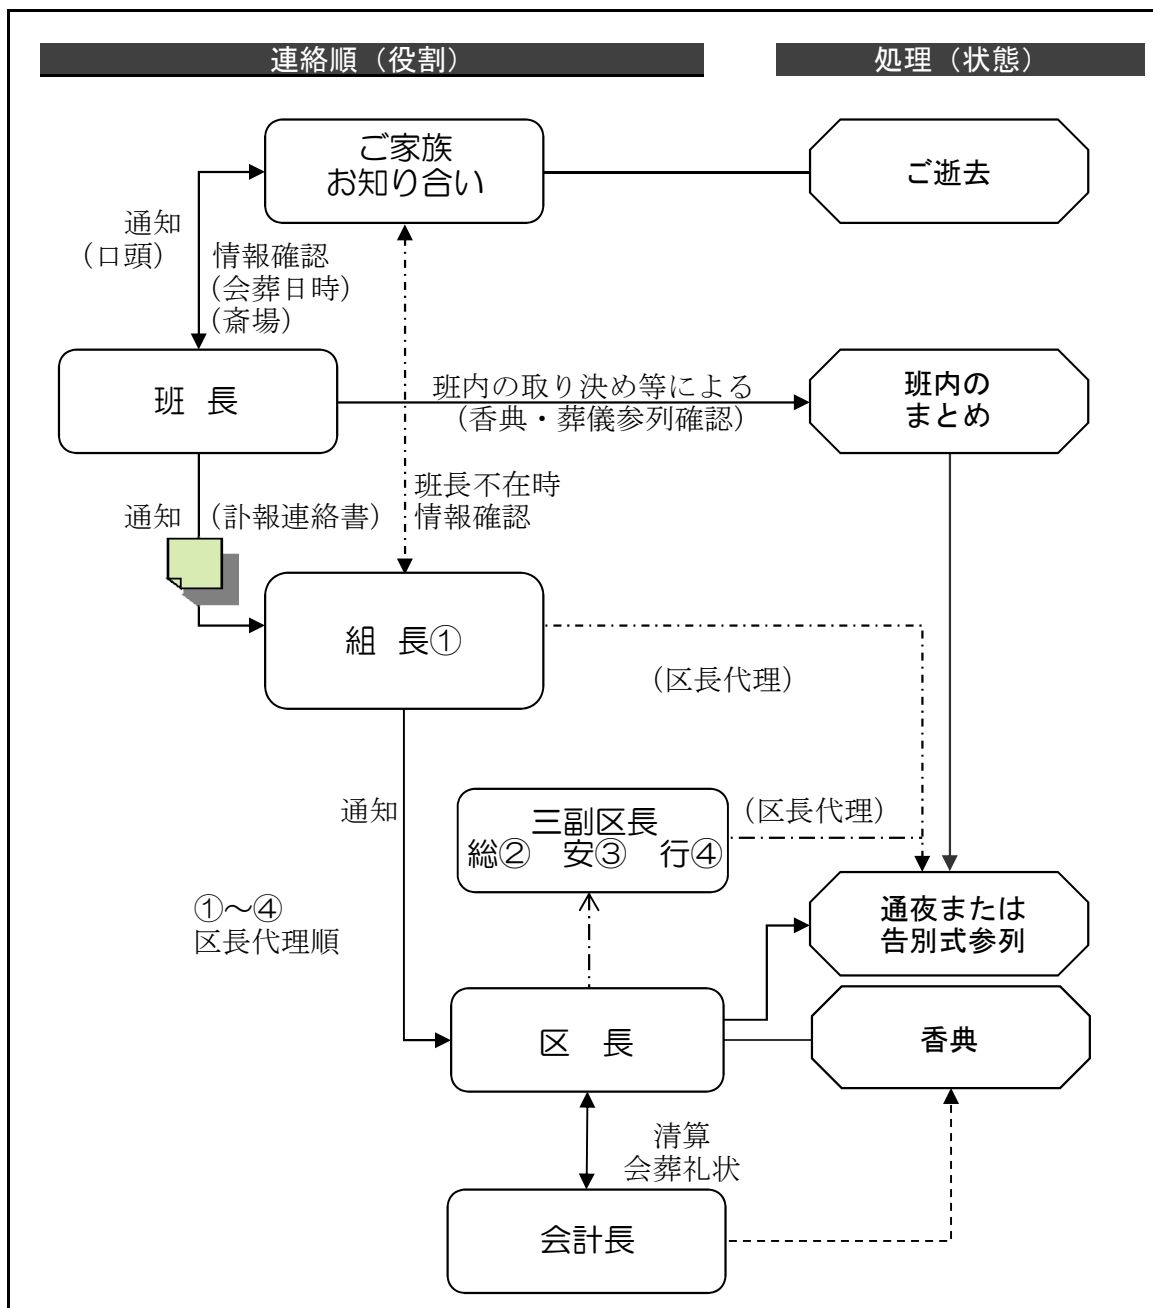 連絡順（役割）
処理（状態）
ご家族
お知り合い
ご逝去
通知
（口頭）
情報確認
（会葬日時）
（斎場）
班 長
班内の取り決め等による
（香典・葬儀参列確認）
班内の
まとめ
班長不在時
情報確認
通知 （訃報連絡書）
組 長①
（区長代理）
通知
三副区長
総② 安③ 行④
（区長代理）
①～④
区長代理順
通夜または
告別式参列
区 長
香典
清算
会葬礼状
会計長